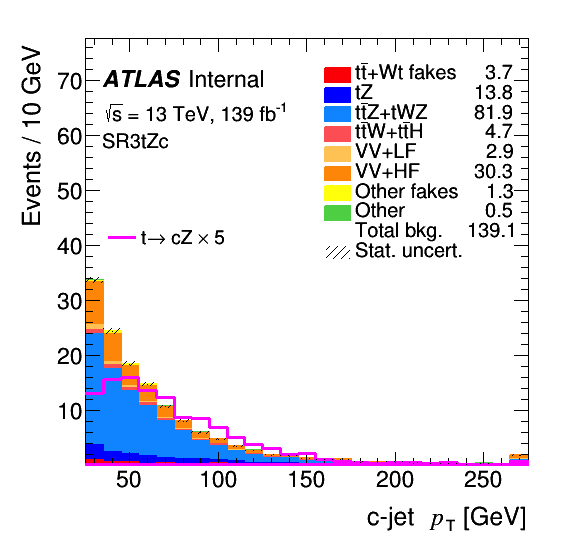 Events / 10 GeV
70
60
50
40
30
20
10
ATLAS Internal
√s = 13 TeV, 139 fb⁻¹
SR3tZc
t→ cZ × 5
tt̄+Wt fakes 3.7
tZ 13.8
tt̄Z+tWZ 81.9
tt̄W+tt̄H 4.7
VV+LF 2.9
VV+HF 30.3
Other fakes 1.3
Other 0.5
Total bkg. 139.1
Stat. uncert.
50 100 150 200 250
c-jet p_T [GeV]